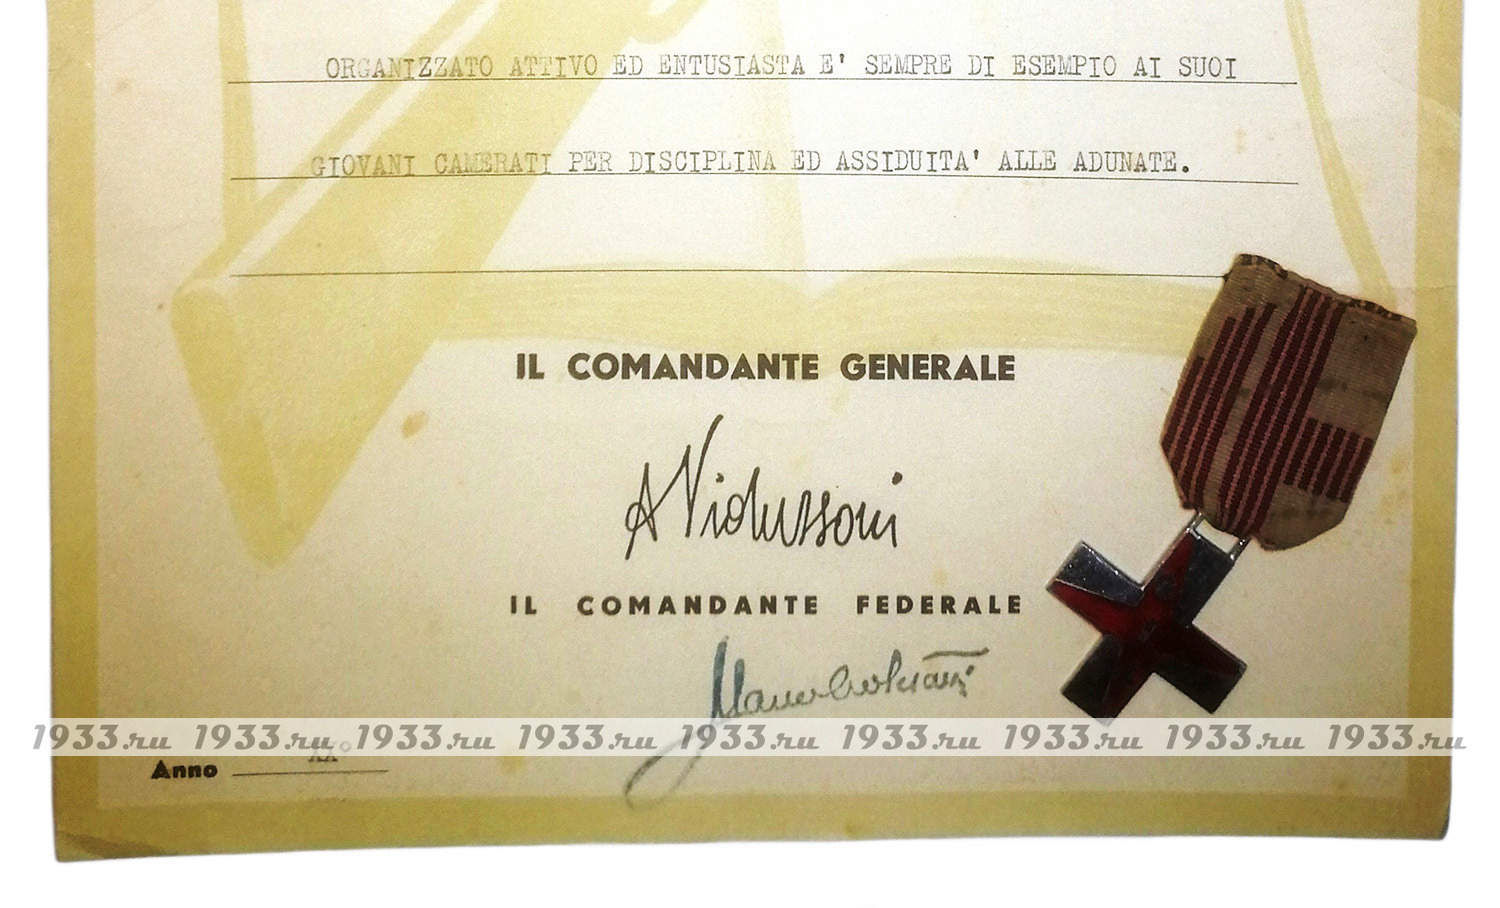 ORGANIZZATO ATTIVO ED ENTUSIASTA E' SEMPRE DI ESEMPIO AI SUOI
GIOVANI CAMERATI PER DISCIPLINA ED ASSIDUITA' ALLE ADUNATE.
IL COMANDANTE GENERALE
A Vidussoni
IL COMANDANTE FEDERALE
1933.ru 1933.ru 1933.ru 1933.ru 1933.ru 1933.ru 1933.ru 1933.ru 1933.ru
Anno XX°